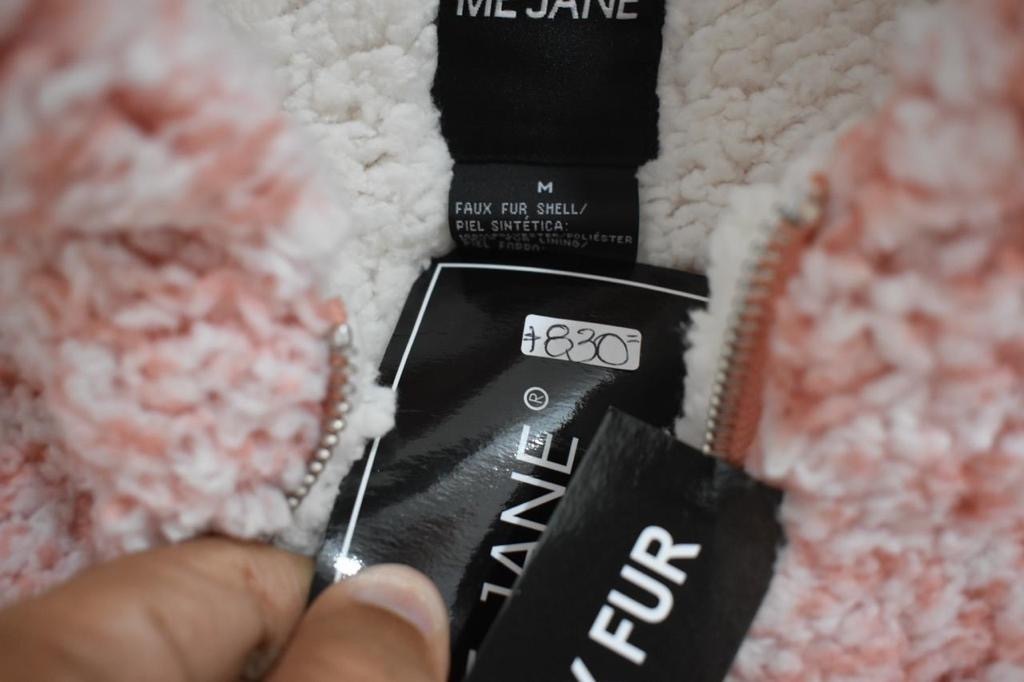 ME JANE
M
FAUX FUR SHELL/
PIEL SINTÉTICA:
830=
JANE®
FUR